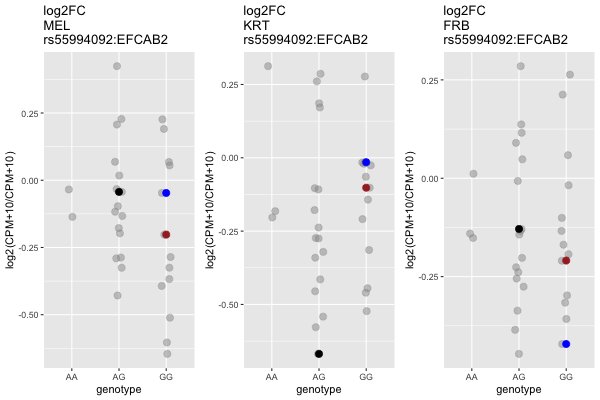 log2FC
MEL
rs55994092:EFCAB2
log2(CPM+10/CPM+10)
0.25
0.00
-0.25
-0.50
AA
AG
GG
genotype
log2FC
KRT
rs55994092:EFCAB2
log2(CPM+10/CPM+10)
0.25
0.00
-0.25
-0.50
AA
AG
GG
genotype
log2FC
FRB
rs55994092:EFCAB2
log2(CPM+10/CPM+10)
0.25
0.00
-0.25
AA
AG
GG
genotype